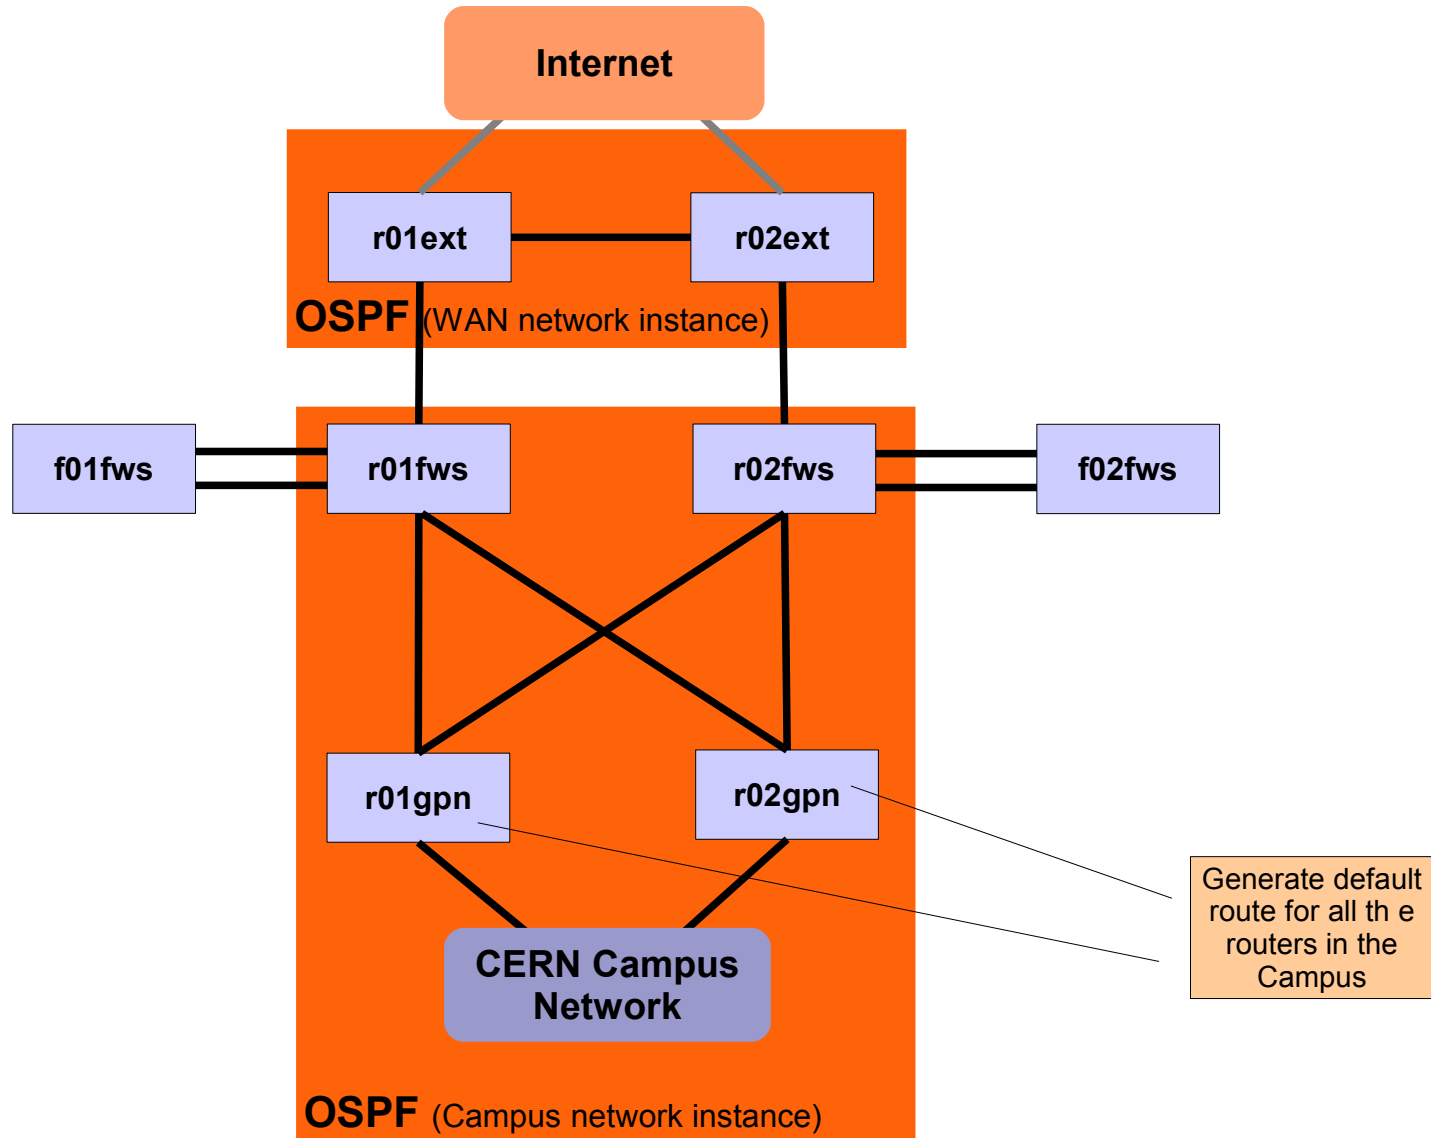 Internet
r01ext
r02ext
OSPF (WAN network instance)
f01fws
r01fws
r02fws
f02fws
r01gpn
r02gpn
Generate default
route for all th e
routers in the
Campus
CERN Campus
Network
OSPF (Campus network instance)